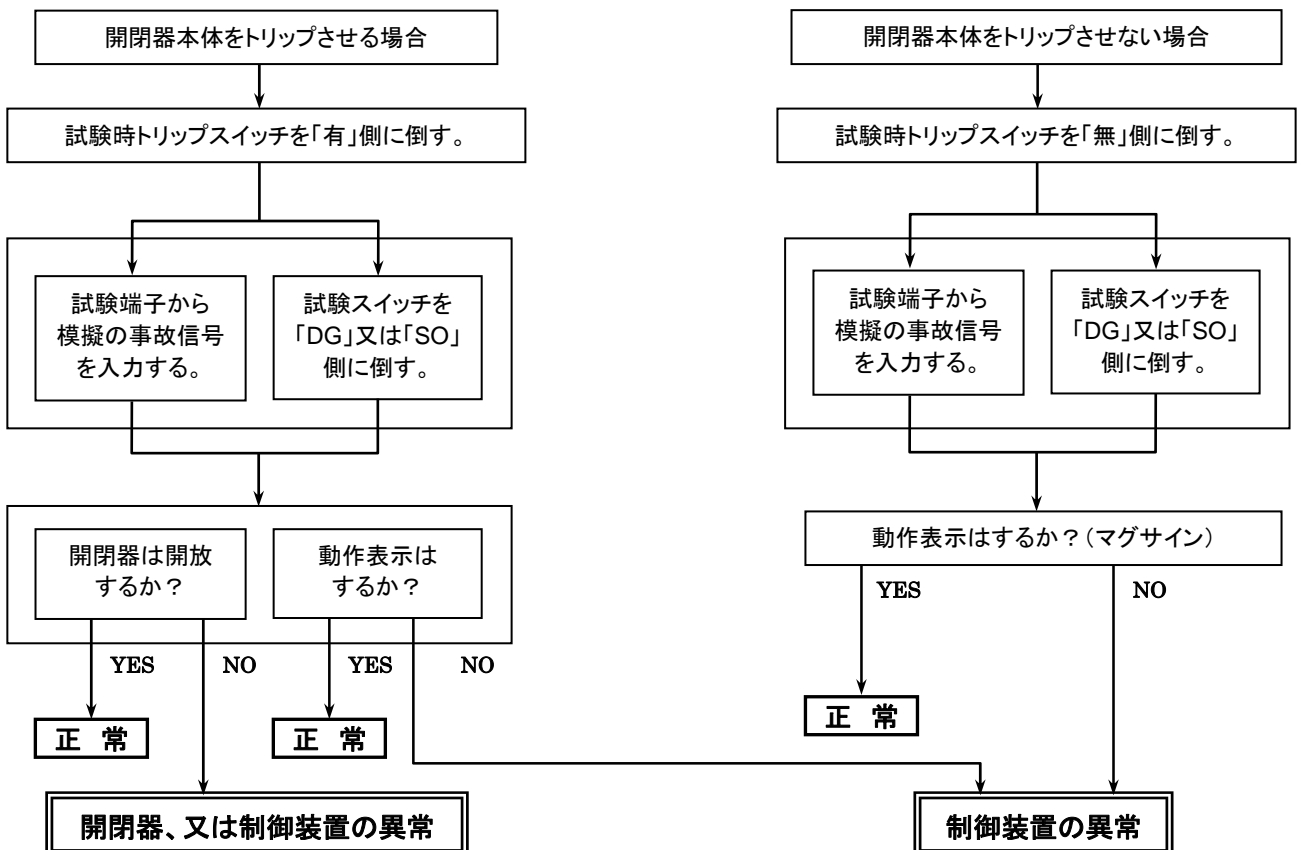 開閉器本体をトリップさせる場合
試験時トリップスイッチを「有」側に倒す。
試験端子から
模擬の事故信号
を入力する。
試験スイッチを
「DG」又は「SO」
側に倒す。
開閉器は開放
するか？
動作表示は
するか？
YES
NO
YES
NO
正 常
正 常
開閉器、又は制御装置の異常
開閉器本体をトリップさせない場合
試験時トリップスイッチを「無」側に倒す。
試験端子から
模擬の事故信号
を入力する。
試験スイッチを
「DG」又は「SO」
側に倒す。
動作表示はするか？（マグサイン）
YES
NO
正 常
制御装置の異常